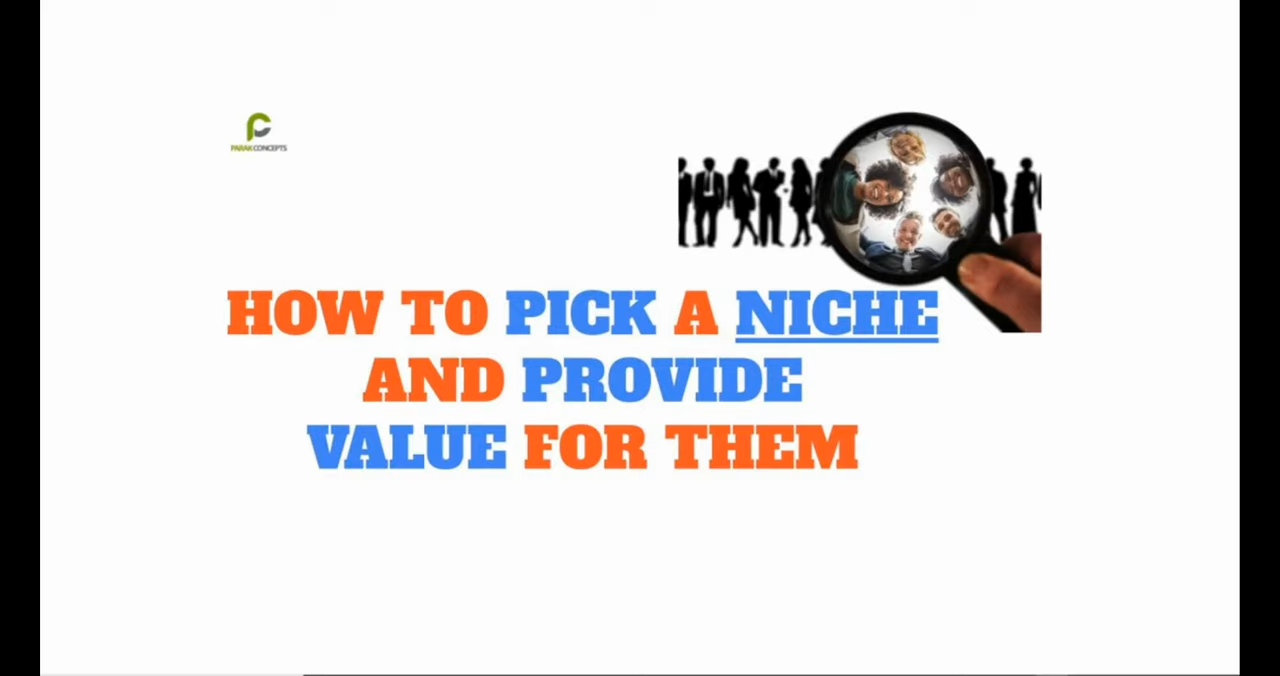 PARAK CONCEPTS
HOW TO PICK A NICHE
AND PROVIDE
VALUE FOR THEM